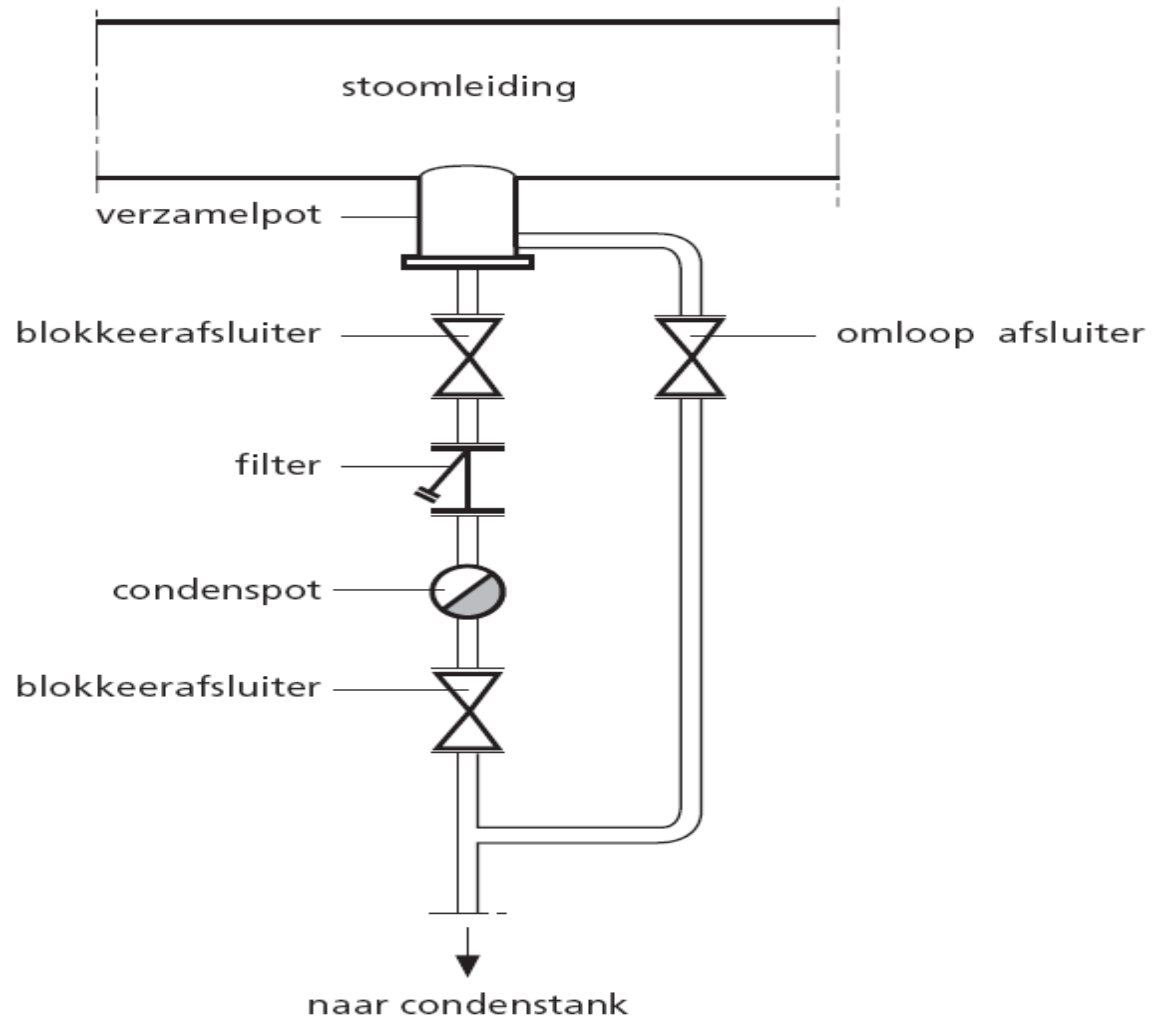 stoomleiding
verzamelpot
blokkeerafsluiter
omloop afsluiter
filter
condenspot
blokkeerafsluiter
naar condenstank